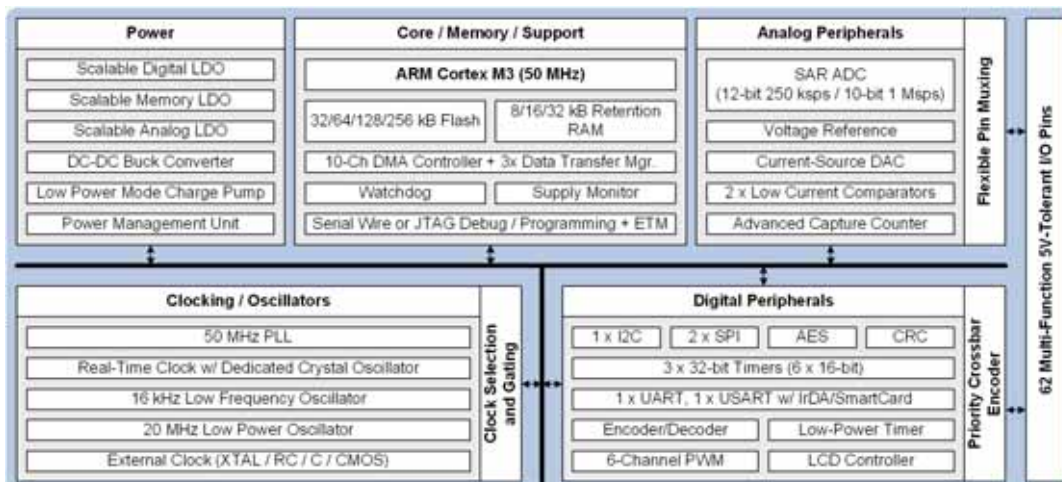 Power
Scalable Digital LDO
Scalable Memory LDO
Scalable Analog LDO
DC-DC Buck Converter
Low Power Mode Charge Pump
Power Management Unit
Core / Memory / Support
ARM Cortex M3 (50 MHz)
32/64/128/256 kB Flash
8/16/32 kB Retention
RAM
10-Ch DMA Controller + 3x Data Transfer Mgr.
Watchdog
Supply Monitor
Serial Wire or JTAG Debug / Programming + ETM
Analog Peripherals
SAR ADC
(12-bit 250 ksps / 10-bit 1 Msps)
Voltage Reference
Current-Source DAC
2 x Low Current Comparators
Advanced Capture Counter
Flexible Pin Muxing
62 Multi-Function 5V-Tolerant I/O Pins
Clocking / Oscillators
50 MHz PLL
Real-Time Clock w/ Dedicated Crystal Oscillator
16 kHz Low Frequency Oscillator
20 MHz Low Power Oscillator
External Clock (XTAL / RC / C / CMOS)
Clock Selection
and Gating
Digital Peripherals
1 x I2C
2 x SPI
AES
CRC
3 x 32-bit Timers (6 x 16-bit)
1 x UART, 1 x USART w/ IrDA/SmartCard
Encoder/Decoder
Low-Power Timer
6-Channel PWM
LCD Controller
Priority Crossbar
Encoder